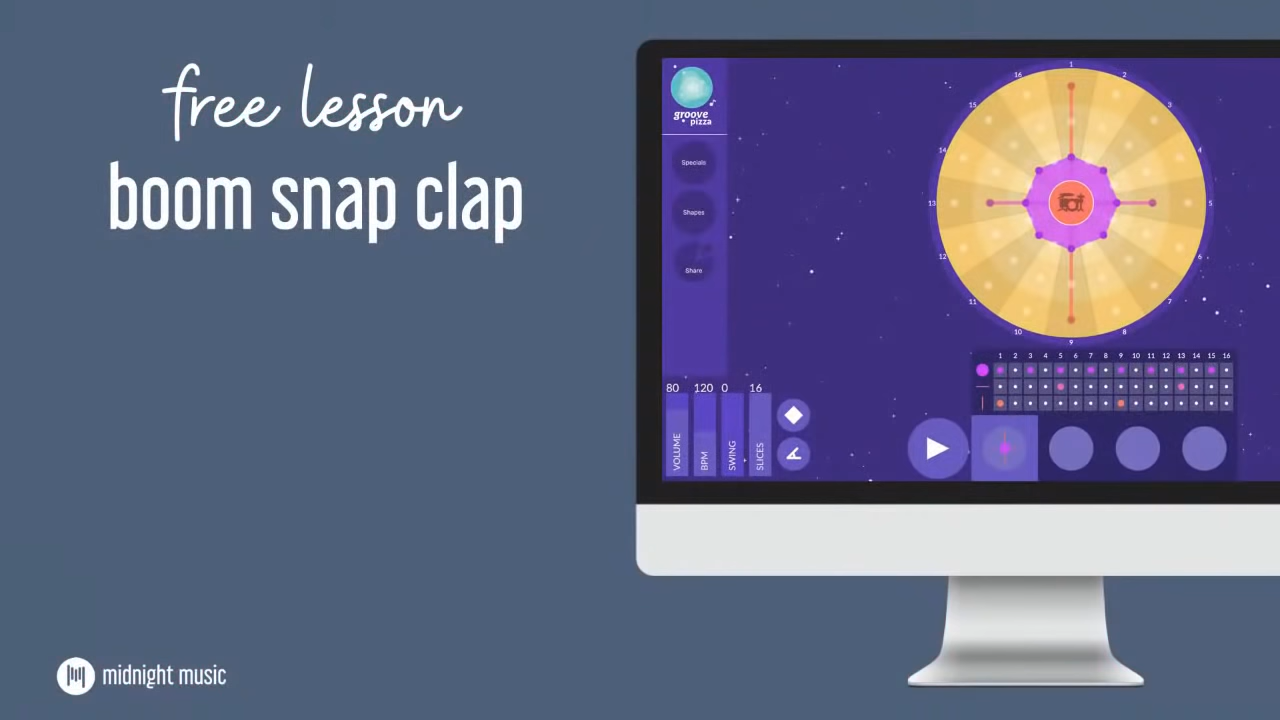 free lesson
boom snap clap
groove
pizza
Specials
Shapes
Share
80 120 0 16
VOLUME
BPM
SWING
SLICES
1
2
3
4
5
6
7
8
9
10
11
12
13
14
15
16
1 2 3 4 5 6 7 8 9 10 11 12 13 14 15 16
midnight music